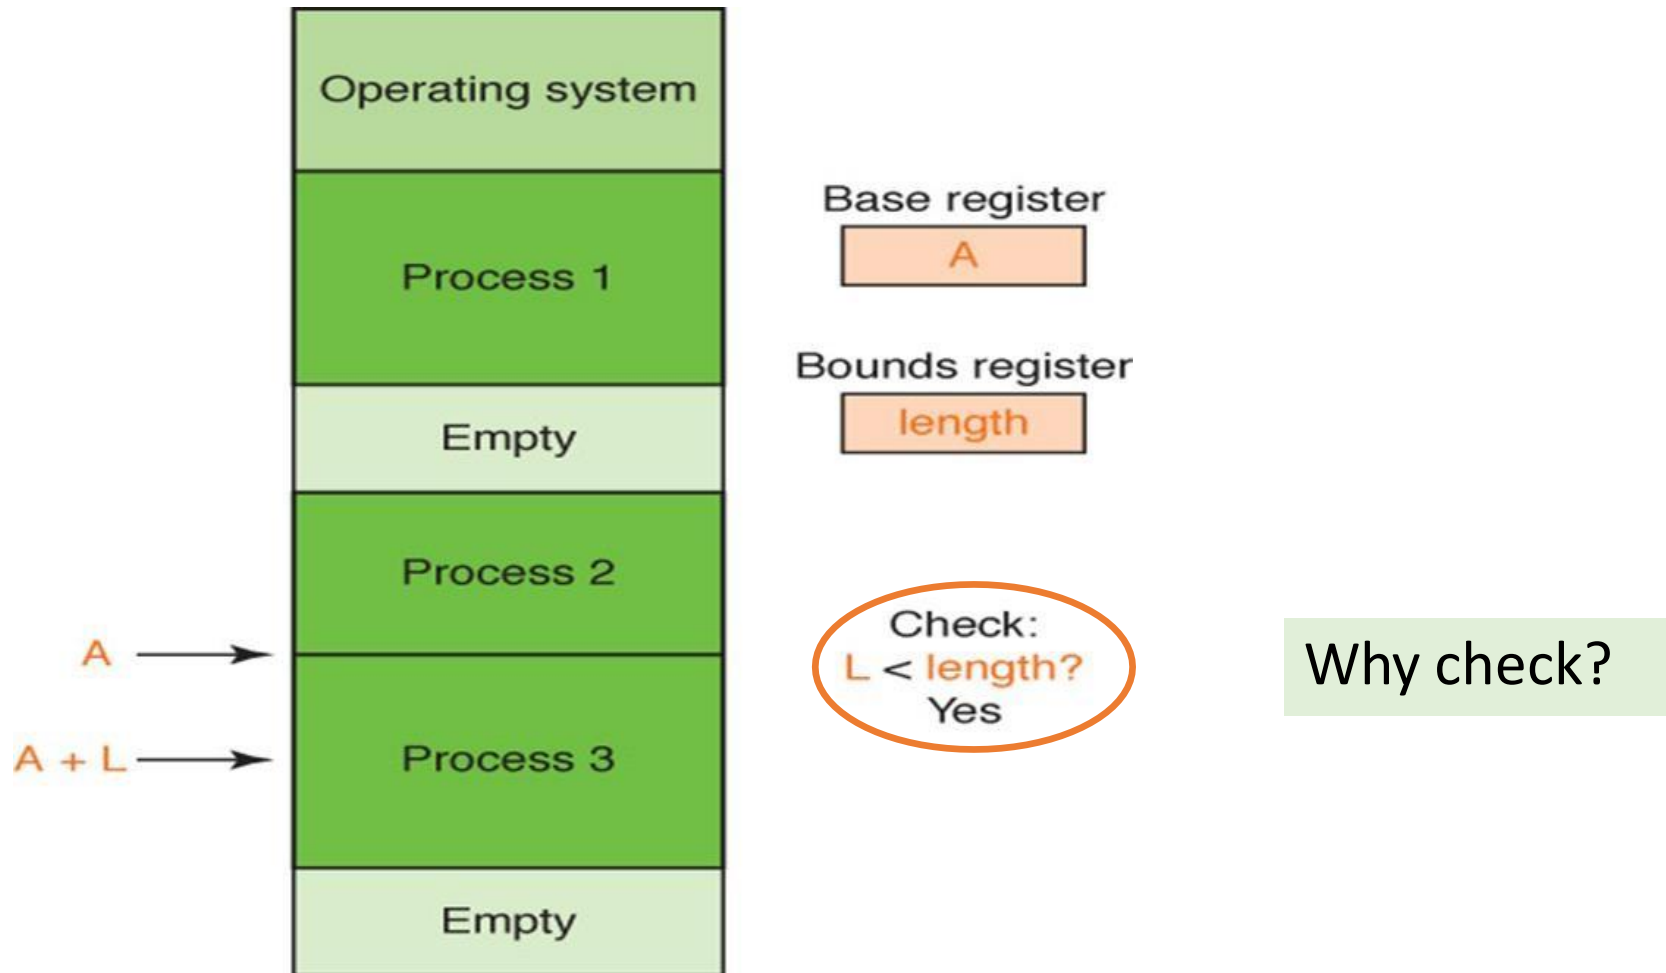 Operating system
Process 1
Empty
Process 2
A
A + L
Process 3
Empty
Base register
A
Bounds register
length
Check:
L < length?
Yes
Why check?